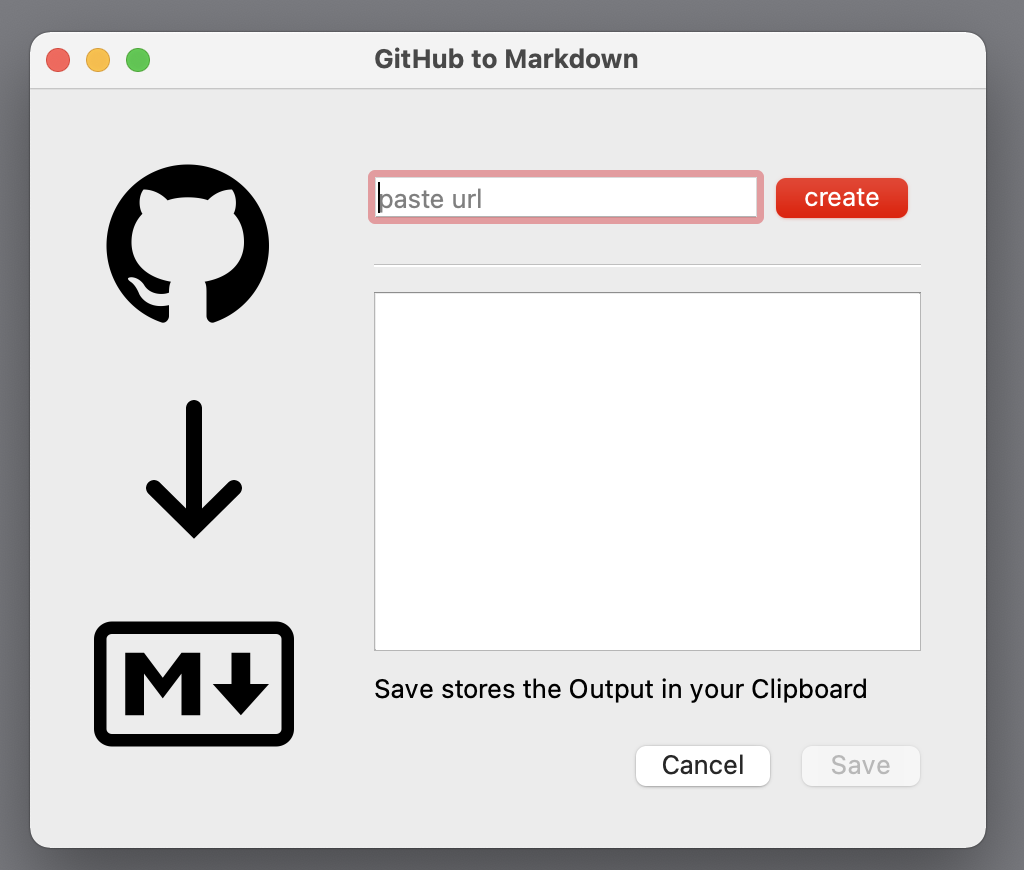 GitHub to Markdown
paste url
create
M
Save stores the Output in your Clipboard
Cancel
Save